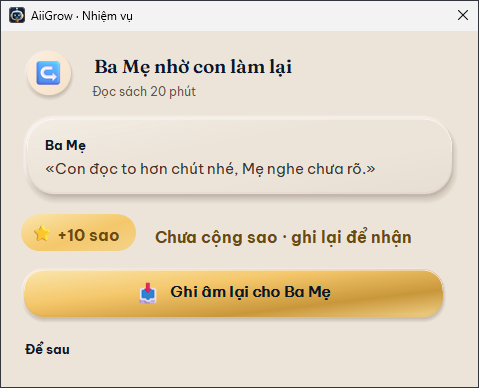 AiiGrow · Nhiệm vụ
Ba Mẹ nhờ con làm lại
Đọc sách 20 phút
Ba Mẹ
«Con đọc to hơn chút nhé, Mẹ nghe chưa rõ.»
+10 sao
Chưa cộng sao · ghi lại để nhận
Ghi âm lại cho Ba Mẹ
Để sau